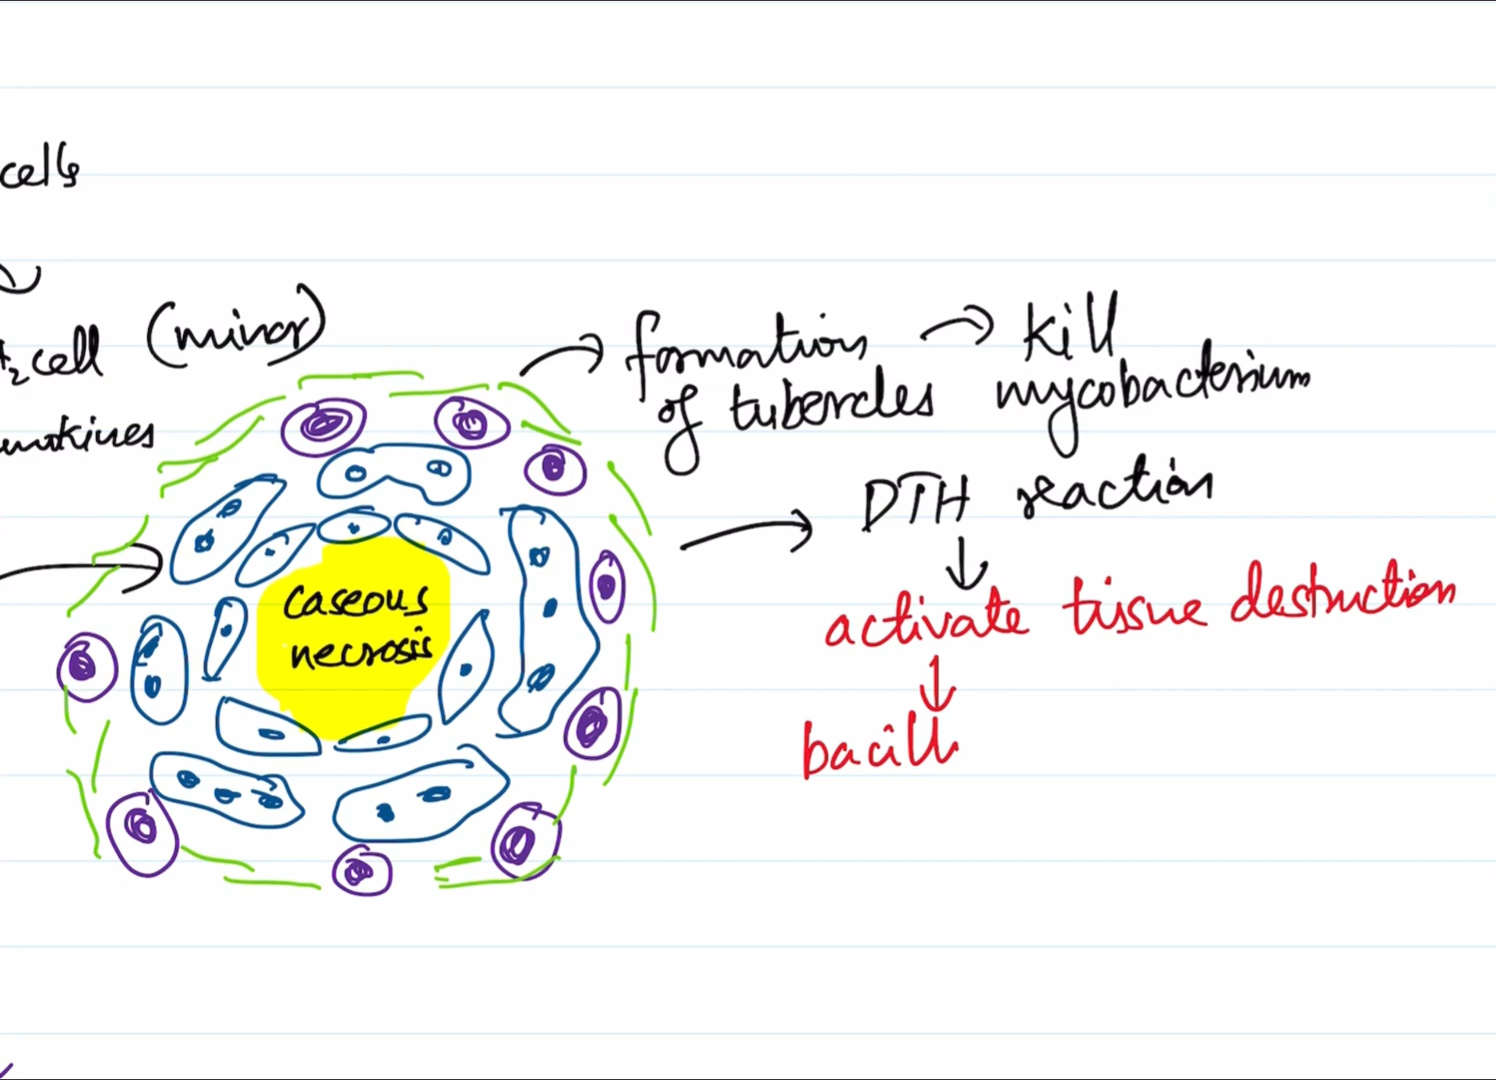 cells
cell (minor)
formation
of tubercles
kill
mycobacterium
caseous
necrosis
DTH reaction
activate tissue destruction
bacilli